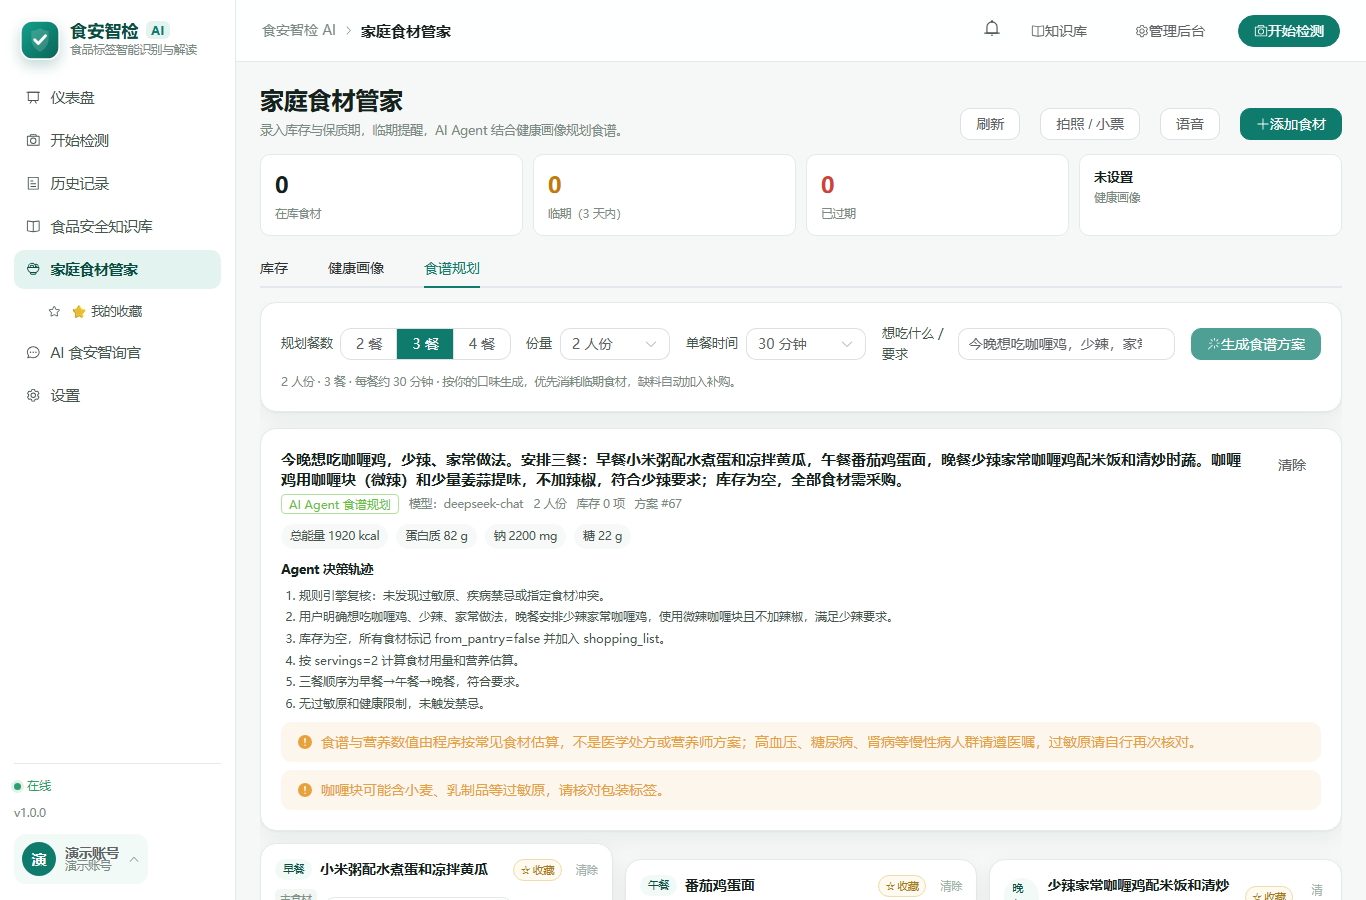 食安智检 AI
食品标签智能识别与解读
仪表盘
开始检测
历史记录
食品安全知识库
家庭食材管家
我的收藏
AI 食安智询官
设置
在线
v1.0.0
演
演示账号
演示账号
食安智检 AI > 家庭食材管家
知识库
管理后台
开始检测
家庭食材管家
录入库存与保质期，临期提醒，AI Agent 结合健康画像规划食谱。
刷新
拍照 / 小票
语音
+添加食材
0
在库食材
0
临期（3 天内）
0
已过期
未设置
健康画像
库存
健康画像
食谱规划
规划餐数
2 餐
3 餐
4 餐
份量
2 人份
单餐时间
30 分钟
想吃什么 /
要求
今晚想吃咖喱鸡，少辣，家常
生成食谱方案
2 人份 · 3 餐 · 每餐约 30 分钟 · 按你的口味生成，优先消耗临期食材，缺料自动加入补购。
今晚想吃咖喱鸡，少辣、家常做法。安排三餐：早餐小米粥配水煮蛋和凉拌黄瓜，午餐番茄鸡蛋面，晚餐少辣家常咖喱鸡配米饭和清炒时蔬。咖喱
鸡用咖喱块（微辣）和少量姜蒜提味，不加辣椒，符合少辣要求；库存为空，全部食材需采购。
清除
AI Agent 食谱规划
模型：deepseek-chat
2 人份
库存 0 项
方案 #67
总能量 1920 kcal
蛋白质 82 g
钠 2200 mg
糖 22 g
Agent 决策轨迹
1. 规则引擎复核：未发现过敏原、疾病禁忌或指定食材冲突。
2. 用户明确想吃咖喱鸡、少辣、家常做法，晚餐安排少辣家常咖喱鸡，使用微辣咖喱块且不加辣椒，满足少辣要求。
3. 库存为空，所有食材标记 from_pantry=false 并加入 shopping_list。
4. 按 servings=2 计算食材用量和营养估算。
5. 三餐顺序为早餐→午餐→晚餐，符合要求。
6. 无过敏原和健康限制，未触发禁忌。
食谱与营养数值由程序按常见食材估算，不是医学处方或营养师方案；高血压、糖尿病、肾病等慢性病人群请遵医嘱，过敏原请自行再次核对。
咖喱块可能含小麦、乳制品等过敏原，请核对包装标签。
早餐
小米粥配水煮蛋和凉拌黄瓜
收藏
清除
午餐
番茄鸡蛋面
收藏
清除
晚
少辣家常咖喱鸡配米饭和清炒
收藏
清